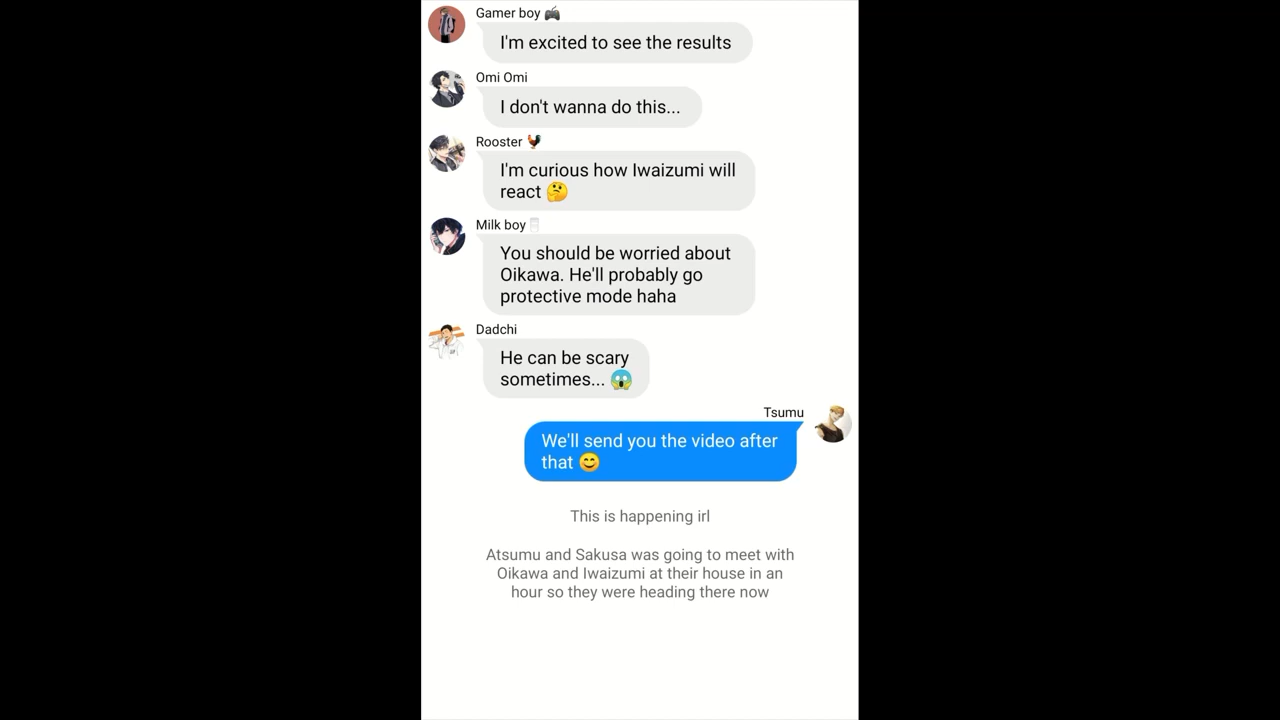 Gamer boy 🎮
I'm excited to see the results
Omi Omi
I don't wanna do this...
Rooster 🐓
I'm curious how Iwaizumi will
react 🤔
Milk boy 🥛
You should be worried about
Oikawa. He'll probably go
protective mode haha
Dadchi
He can be scary
sometimes... 😱
Tsumu
We'll send you the video after
that 😊
This is happening irl
Atsumu and Sakusa was going to meet with
Oikawa and Iwaizumi at their house in an
hour so they were heading there now